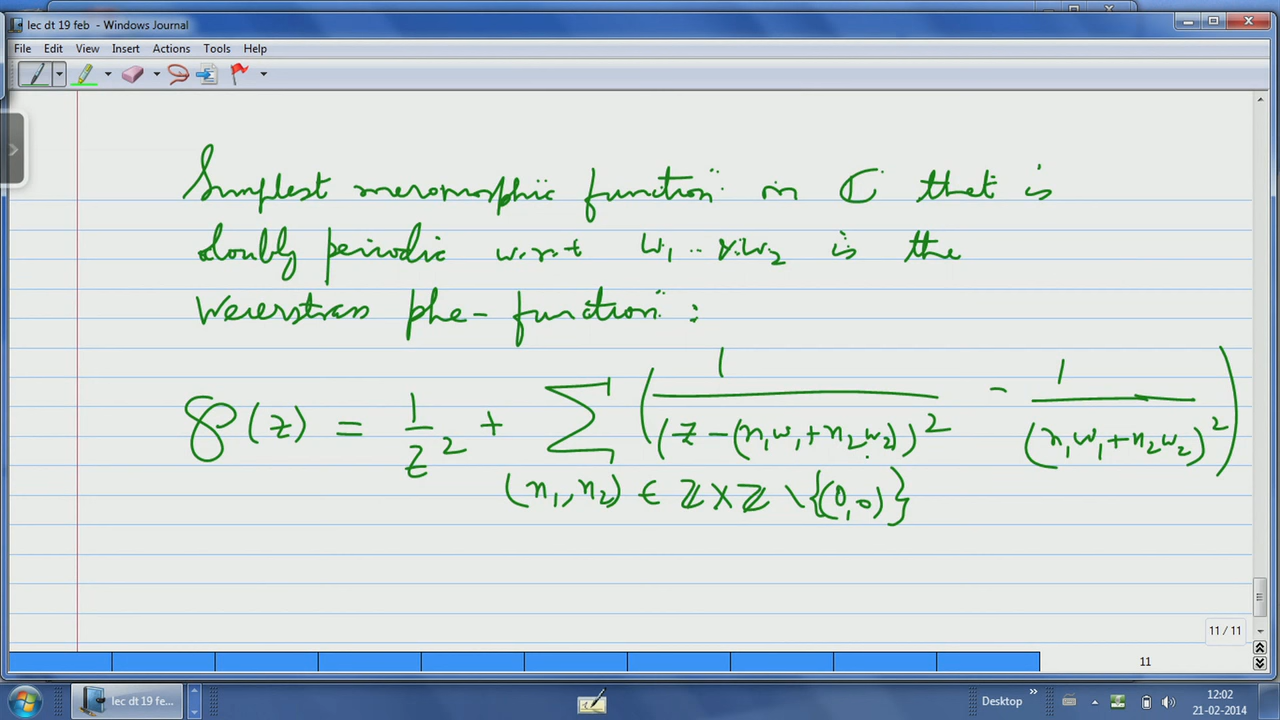 lec dt 19 feb - Windows Journal
File Edit View Insert Actions Tools Help
Simplest meromorphic function in ℂ that is
doubly periodic w.r.t ω₁ & ω₂ is the
Weierstrass phe-function:
℘(z) = 1/z² + ∑ (1/(z-(n₁ω₁+n₂ω₂))² - 1/(n₁ω₁+n₂ω₂)²)
(n₁,n₂) ∈ ℤ×ℤ \{(0,0)}
11 / 11
11
lec dt 19 fe...
Desktop
12:02
21-02-2014